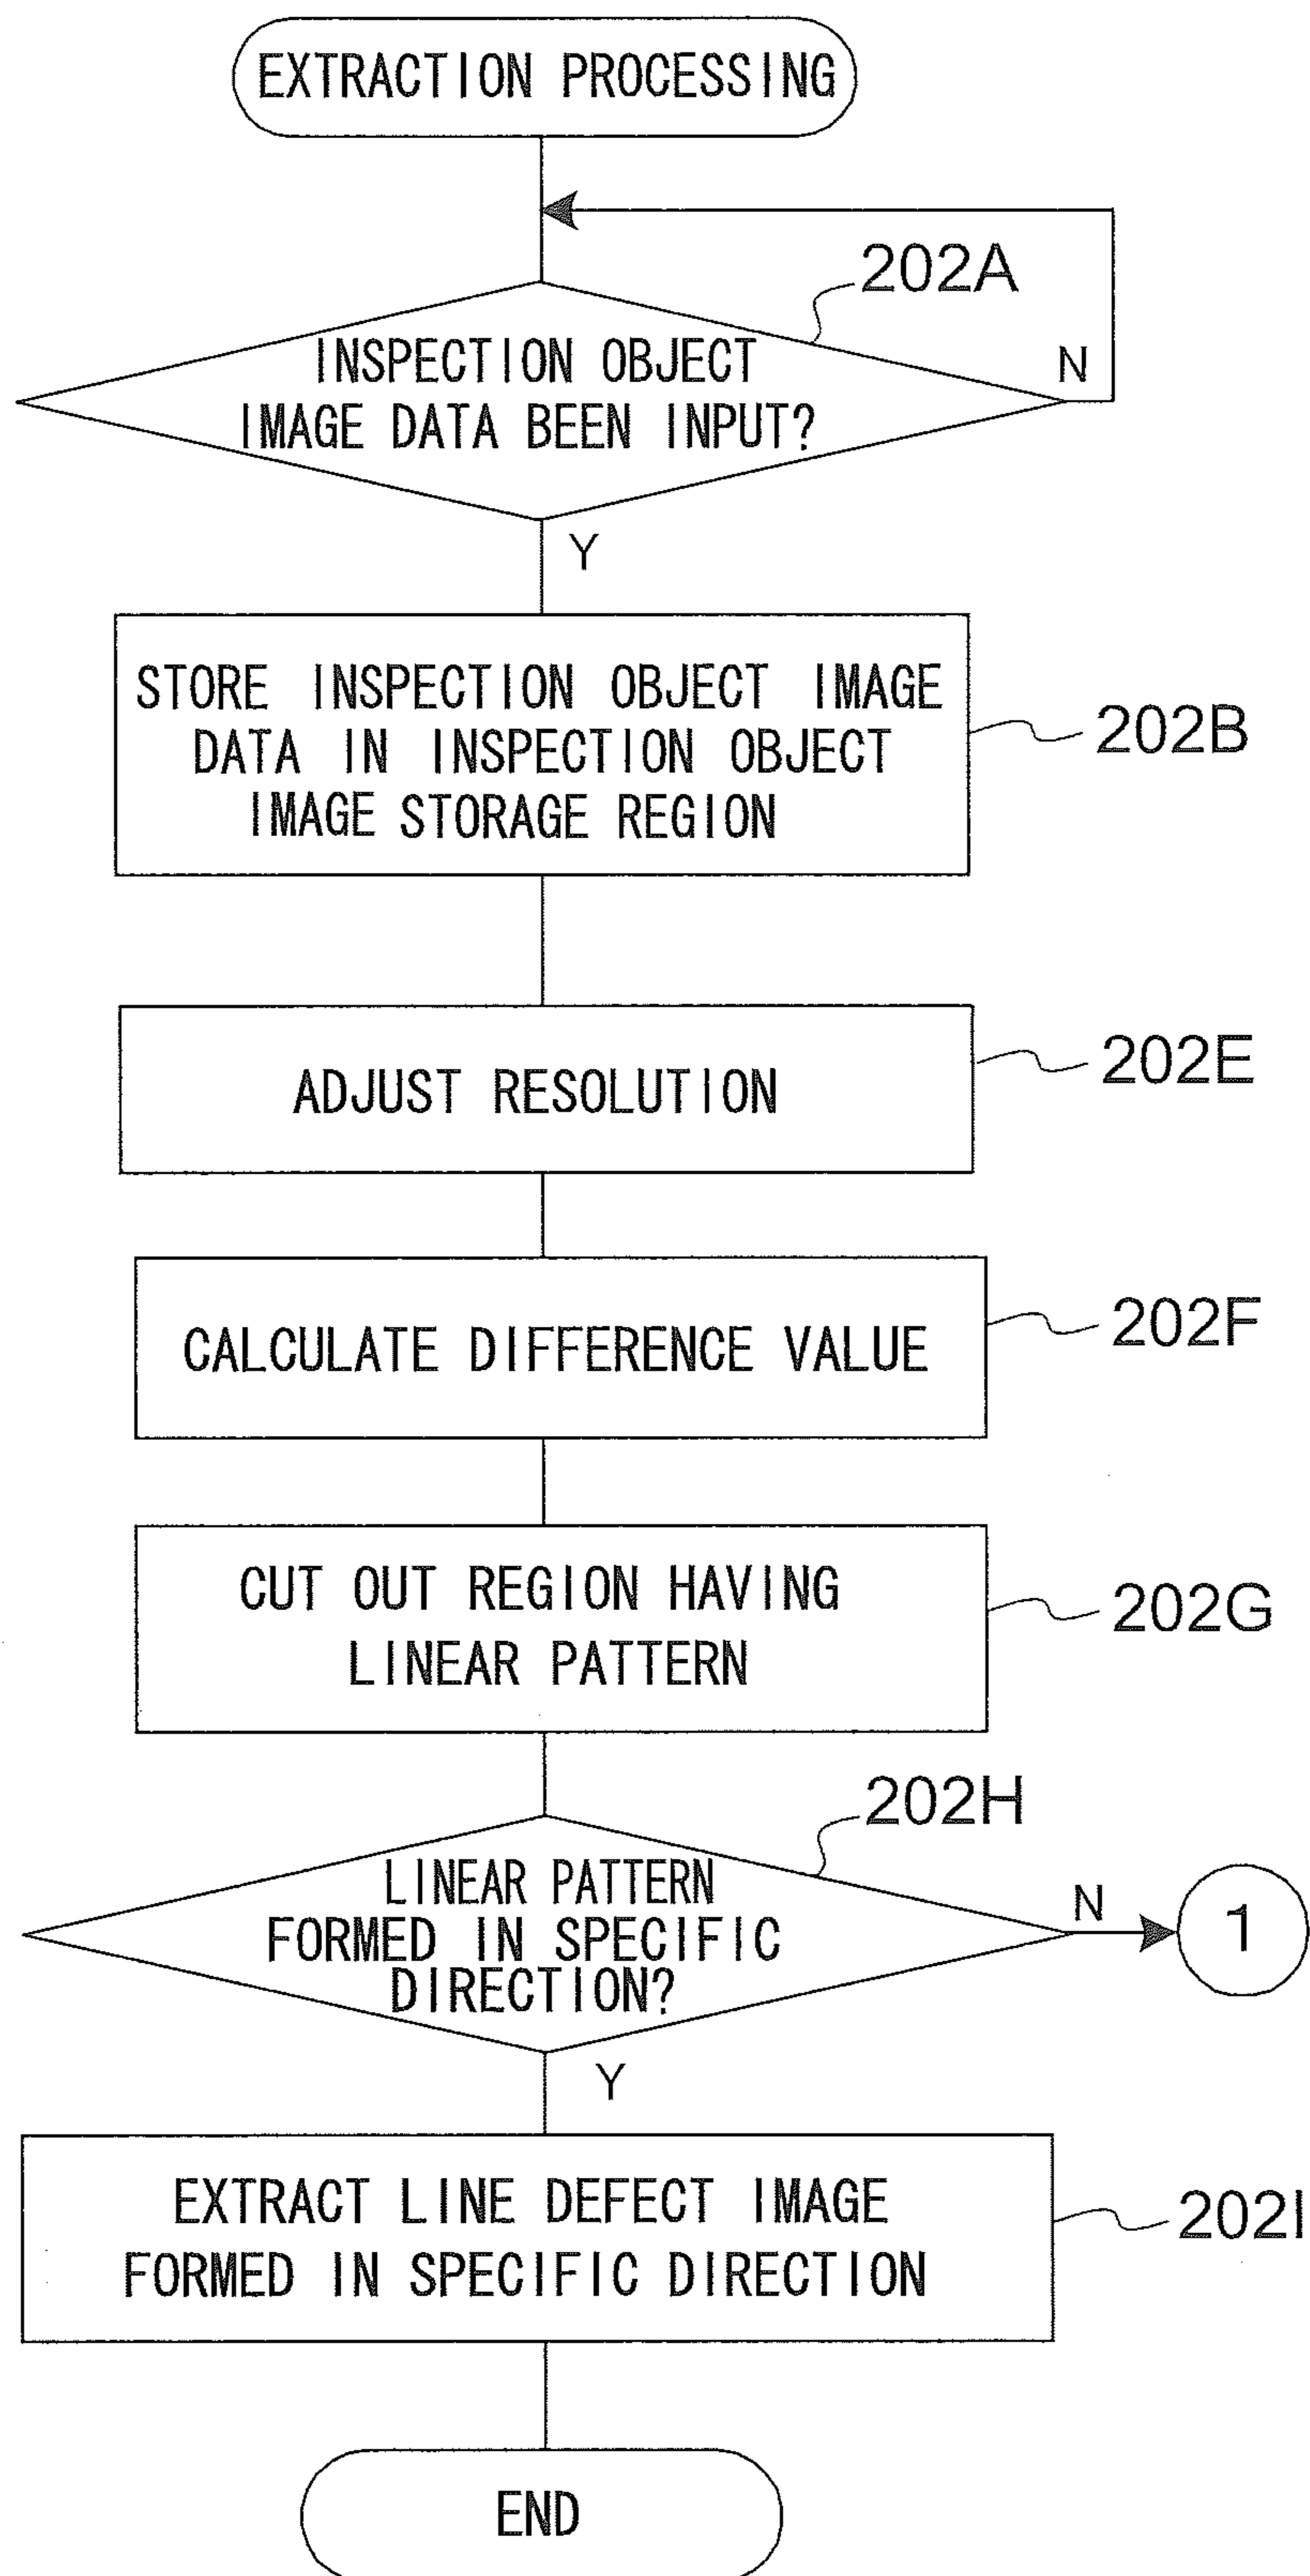 EXTRACTION PROCESSING
202A
INSPECTION OBJECT
IMAGE DATA BEEN INPUT?
N
Y
STORE INSPECTION OBJECT IMAGE
DATA IN INSPECTION OBJECT
IMAGE STORAGE REGION
202B
ADJUST RESOLUTION
202E
CALCULATE DIFFERENCE VALUE
202F
CUT OUT REGION HAVING
LINEAR PATTERN
202G
202H
LINEAR PATTERN
FORMED IN SPECIFIC
DIRECTION?
N
1
Y
EXTRACT LINE DEFECT IMAGE
FORMED IN SPECIFIC DIRECTION
202I
END